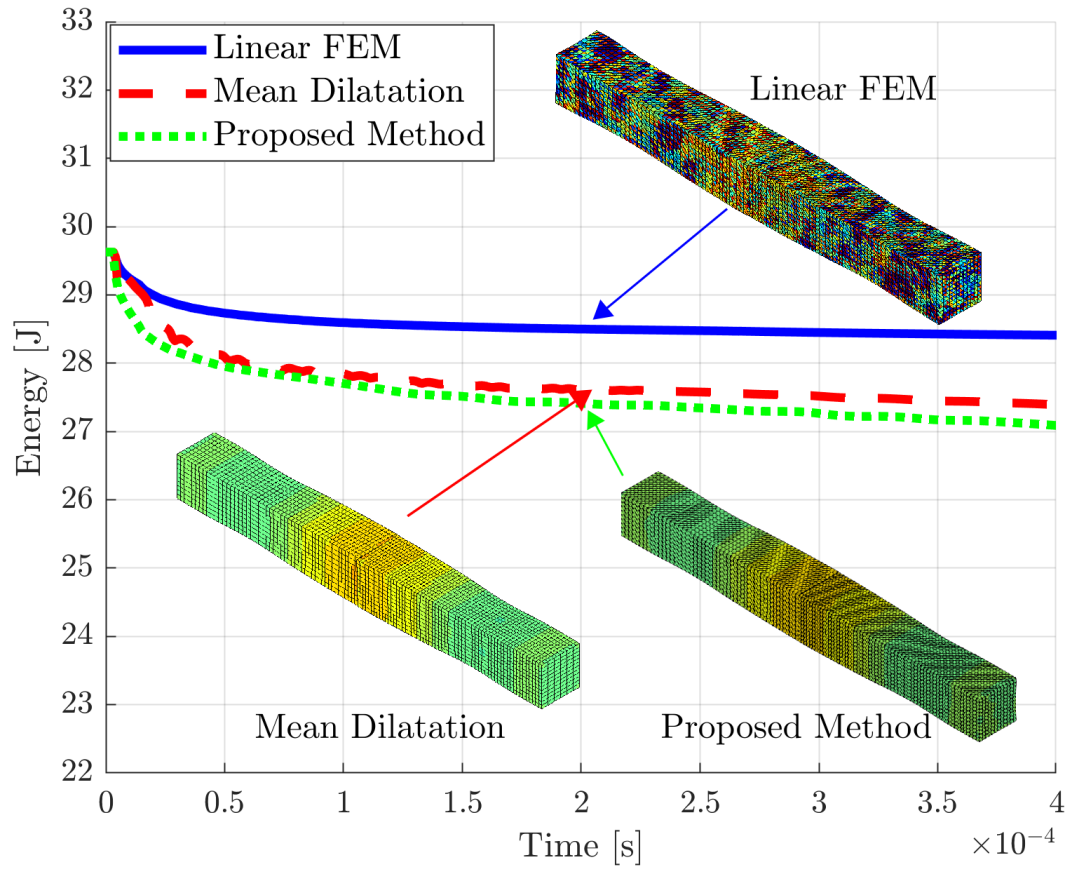 33
32
31
30
29
28
27
26
25
24
23
22
Energy [J]
Linear FEM
Mean Dilatation
Proposed Method
Linear FEM
Mean Dilatation
Proposed Method
0 0.5 1 1.5 2 2.5 3 3.5 4
Time [s]
×10⁻⁴